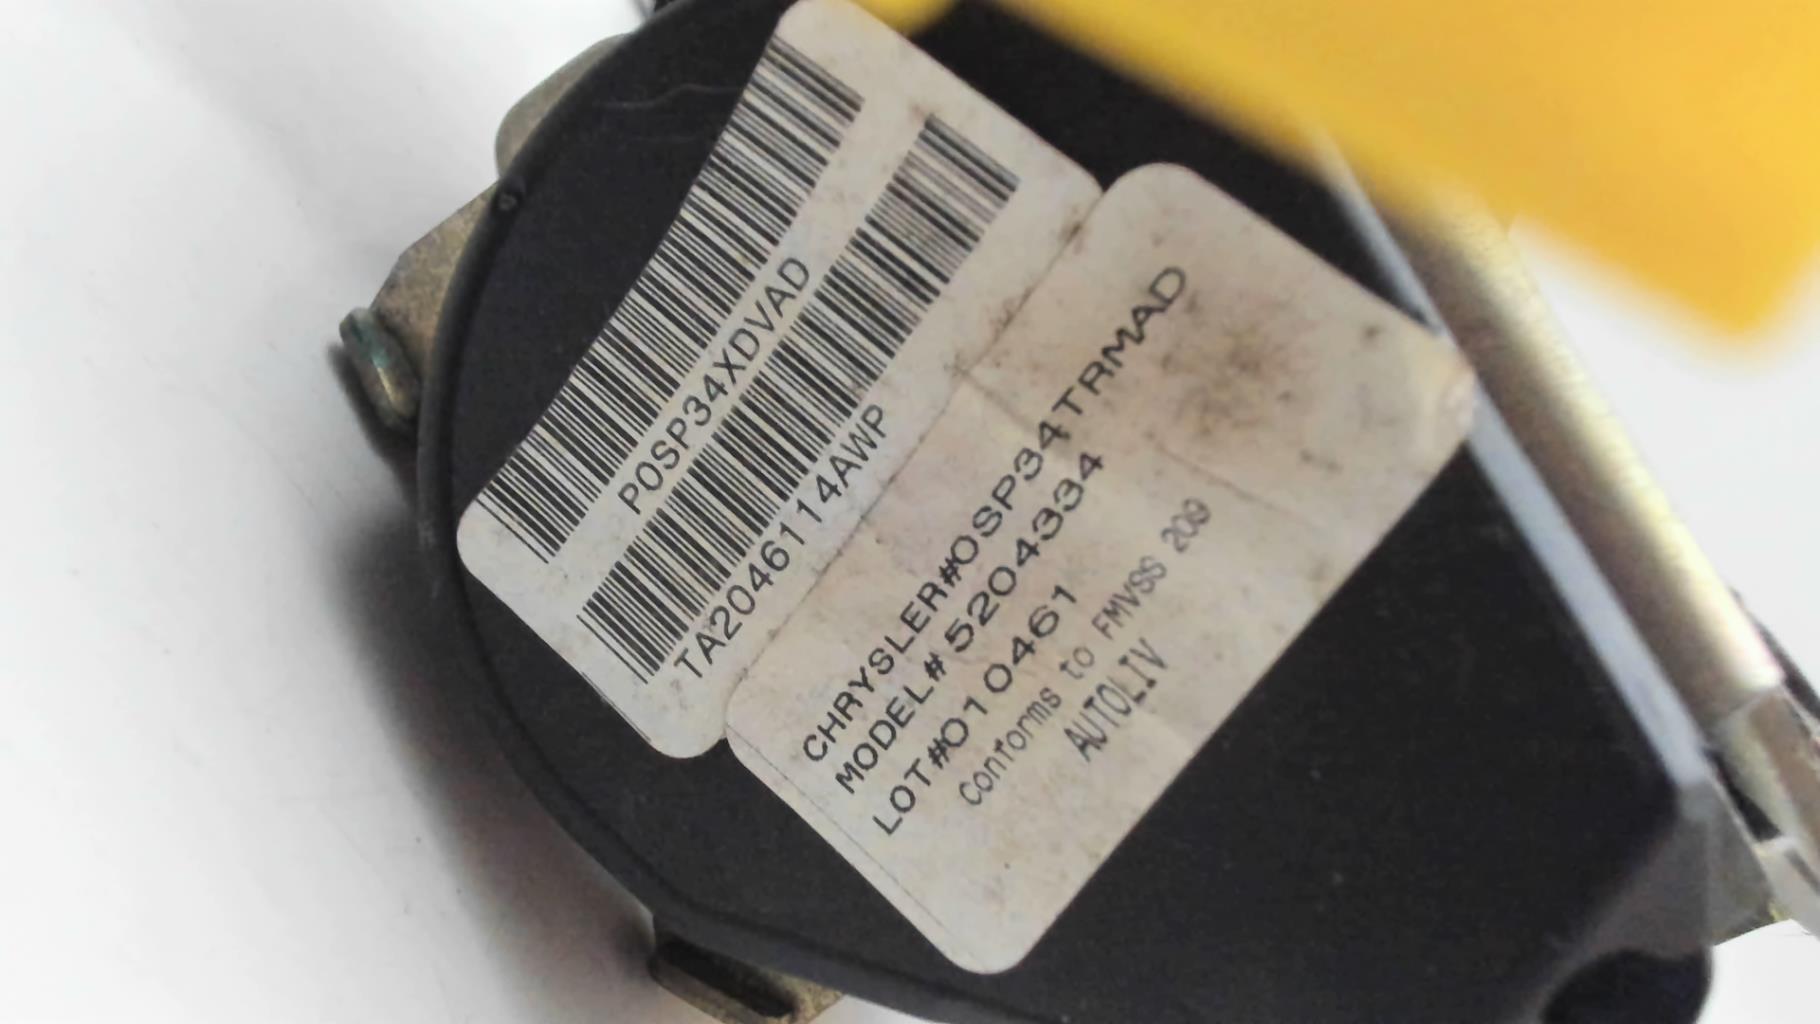 P0SP34XDVAD
TA2046114AWP
CHRYSLER#0SP34TRMAD
MODEL# 5204334
LOT#010461
Conforms to FMVSS 209
AUTOLIV